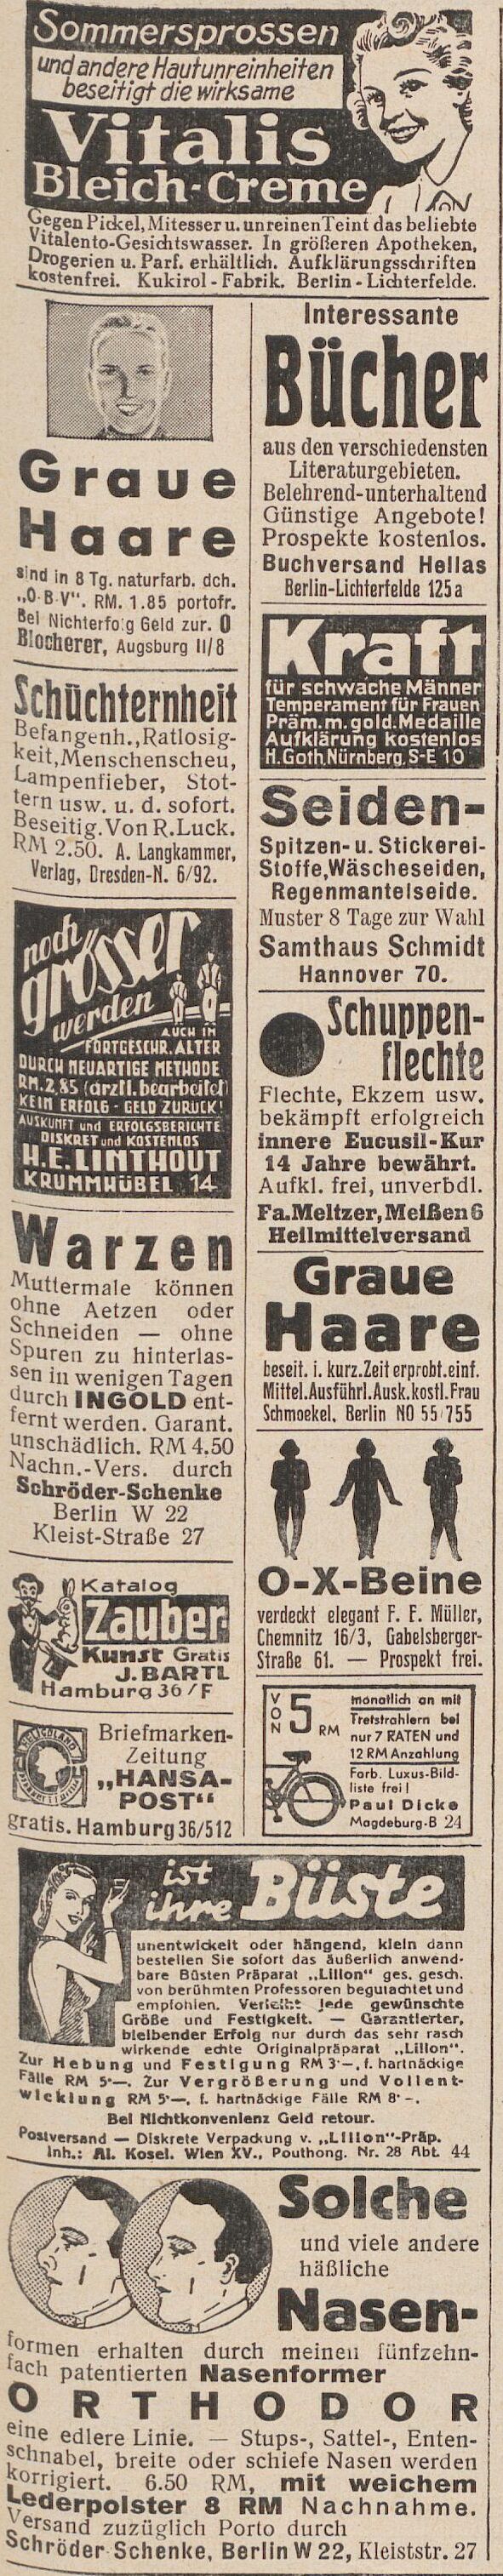 Sommersprossen
und andere Hautunreinheiten
beseitigt die wirksame
Vitalis
Bleich-Creme
Gegen Pickel, Mitesser u. unreinen Teint das beliebte
Vitalento-Gesichtswasser. In größeren Apotheken,
Drogerien u. Parf. erhältlich. Aufklärungsschriften
kostenfrei. Kukirol-Fabrik. Berlin-Lichterfelde.
Graue
Haare
sind in 8 Tg. naturfarb. dch.
„O-B-V“. RM. 1.85 portofr.
Bei Nichterfolg Geld zur. O
Blocherer, Augsburg II/8
Schüchternheit
Befangenh., Ratlosig-
keit, Menschenscheu,
Lampenfieber, Stot-
tern usw. u. d. sofort.
Beseitig. Von R. Luck.
RM 2.50. A. Langkammer,
Verlag, Dresden-N. 6/92.
noch
grösser
werden
AUCH IM
FORTGESCHR. ALTER
DURCH NEUARTIGE METHODE
RM. 2.85 (ärztl. bearbeitet)
KEIN ERFOLG - GELD ZURÜCK!
AUSKUNFT und ERFOLGSBERICHTE
DISKRET und KOSTENLOS
H.E. LINTHOUT
KRUMMHÜBEL 14
Warzen
Muttermale können
ohne Aetzen oder
Schneiden — ohne
Spuren zu hinterlas-
sen in wenigen Tagen
durch INGOLD ent-
fernt werden. Garant.
unschädlich. RM 4.50
Nachn.-Vers. durch
Schröder-Schenke
Berlin W 22
Kleist-Straße 27
Katalog
Zauber
Kunst Gratis
J. BARTL
Hamburg 36/F
HELIGOLAND
Briefmarken-
Zeitung
„HANSA-
POST“
gratis. Hamburg 36/512
Interessante
Bücher
aus den verschiedensten
Literaturgebieten.
Belehrend-unterhaltend
Günstige Angebote!
Prospekte kostenlos.
Buchversand Hellas
Berlin-Lichterfelde 125a
Kraft
für schwache Männer
Temperament für Frauen
Präm. m. gold. Medaille
Aufklärung kostenlos
H. Goth, Nürnberg, S-E 10
Seiden-
Spitzen- u. Stickerei-
Stoffe, Wäscheseiden,
Regenmantelseide.
Muster 8 Tage zur Wahl
Samthaus Schmidt
Hannover 70.
Schuppen-
flechte
Flechte, Ekzem usw.
bekämpft erfolgreich
innere Eucusil-Kur
14 Jahre bewährt.
Aufkl. frei, unverbdl.
Fa. Meltzer, Meißen 6
Heilmittelversand
Graue
Haare
beseit. i. kurz. Zeit erprobt. einf.
Mittel. Ausführl. Ausk. kostl. Frau
Schmoekel, Berlin NO 55/755
O-X-Beine
verdeckt elegant F. F. Müller,
Chemnitz 16/3, Gabelsberger-
Straße 61. — Prospekt frei.
VON 5 RM
monatlich an mit
Tretstrahlern bei
nur 7 RATEN und
12 RM Anzahlung
Farb. Luxus-Bild-
liste frei!
Paul Dicke
Magdeburg-B 24
ist
ihre Büste
unentwickelt oder hängend, klein dann
bestellen Sie sofort das äußerlich anwend-
bare Büsten Präparat „Lilion“ ges. gesch.
von berühmten Professoren begutachtet und
empfohlen. Verleiht jede gewünschte
Größe und Festigkeit. — Garantierter,
bleibender Erfolg nur durch das sehr rasch
wirkende echte Originalpräparat „Lilion“.
Zur Hebung und Festigung RM 3·—, f. hartnäckige
Fälle RM 5·—. Zur Vergrößerung und Vollent-
wicklung RM 5·—, f. hartnäckige Fälle RM 8·—.
Bei Nichtkonvenienz Geld retour.
Postversand — Diskrete Verpackung v. „Lilion“-Präp.
Inh.: Al. Kosel. Wien XV., Pouthong. Nr. 28 Abt. 44
Solche
und viele andere
häßliche
Nasen-
formen erhalten durch meinen fünfzehn-
fach patentierten Nasenformer
ORTHODOR
eine edlere Linie. — Stups-, Sattel-, Enten-
schnabel, breite oder schiefe Nasen werden
korrigiert. 6.50 RM, mit weichem
Lederpolster 8 RM Nachnahme.
Versand zuzüglich Porto durch
Schröder-Schenke, Berlin W 22, Kleiststr. 27